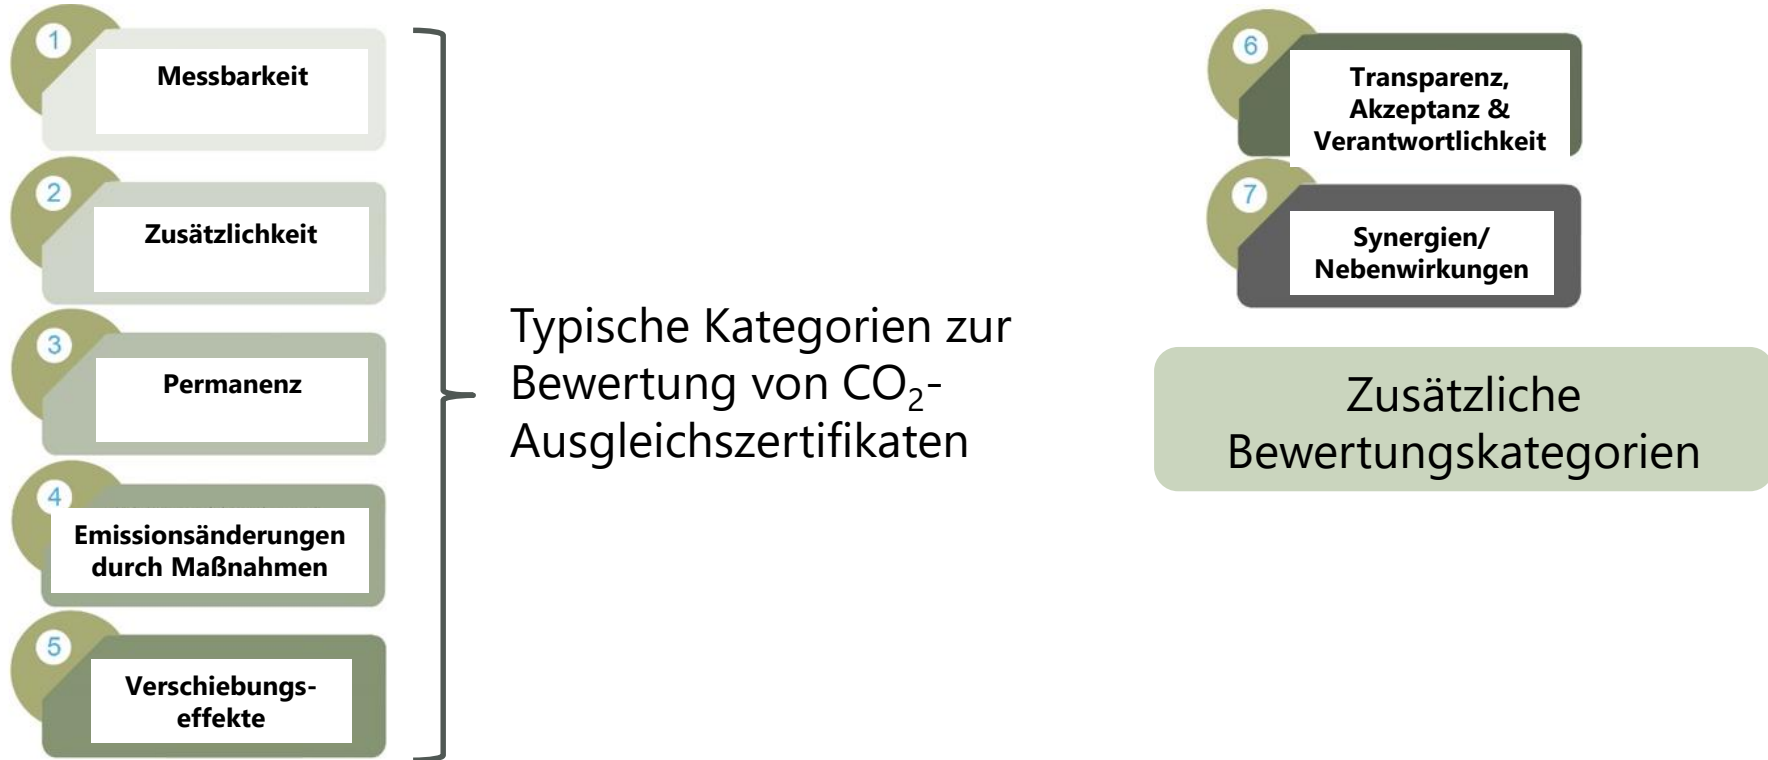 1
Messbarkeit
2
Zusätzlichkeit
3
Permanenz
4
Emissionsänderungen
durch Maßnahmen
5
Verschiebungs-
effekte
Typische Kategorien zur
Bewertung von CO₂-
Ausgleichszertifikaten
6
Transparenz,
Akzeptanz &
Verantwortlichkeit
7
Synergien/
Nebenwirkungen
Zusätzliche
Bewertungskategorien